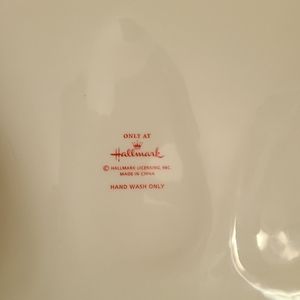 ONLY AT
Hallmark
© HALLMARK LICENSING, INC.
MADE IN CHINA
HAND WASH ONLY